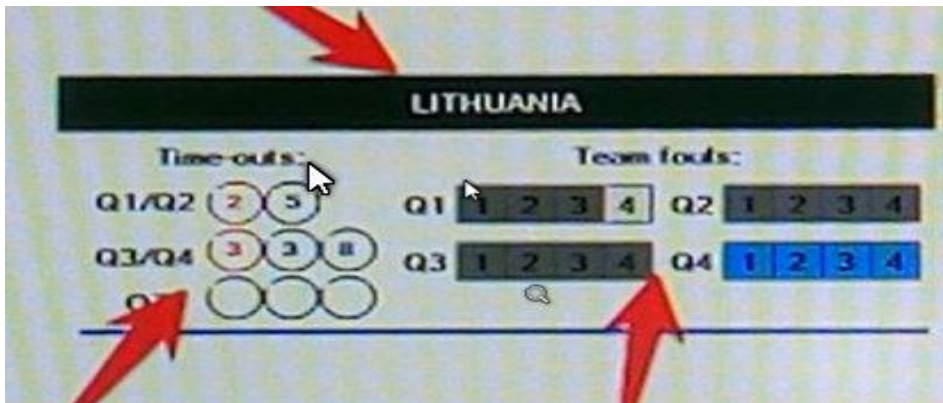 LITHUANIA
Time-outs: Team fouls:
Q1/Q2 2 5 Q1 1 2 3 4 Q2 1 2 3 4
Q3/Q4 3 3 8 Q3 1 2 3 4 Q4 1 2 3 4